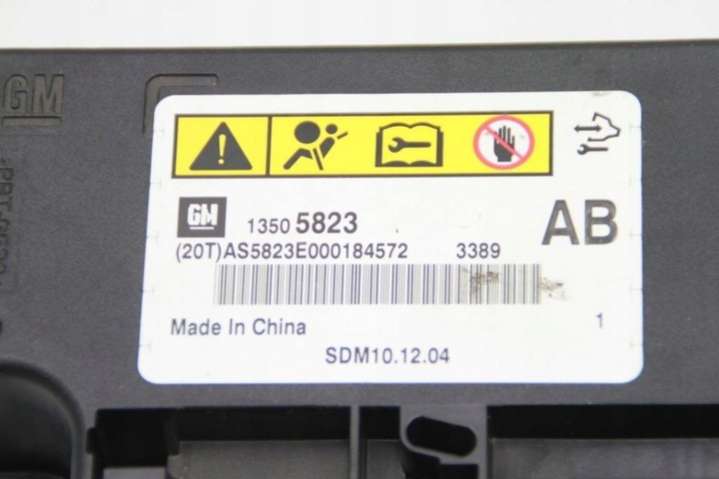 GM
GM 1350 5823 AB
(20T)AS5823E000184572 3389
Made In China 1
SDM10.12.04